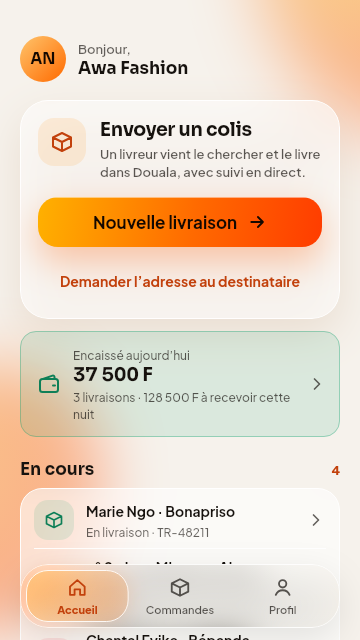 AN
Bonjour,
Awa Fashion
Envoyer un colis
Un livreur vient le chercher et le livre
dans Douala, avec suivi en direct.
Nouvelle livraison →
Demander l’adresse au destinataire
Encaissé aujourd’hui
37 500 F
3 livraisons · 128 500 F à recevoir cette
nuit
En cours
4
Marie Ngo · Bonapriso
En livraison · TR-48211
Accueil
Commandes
Profil